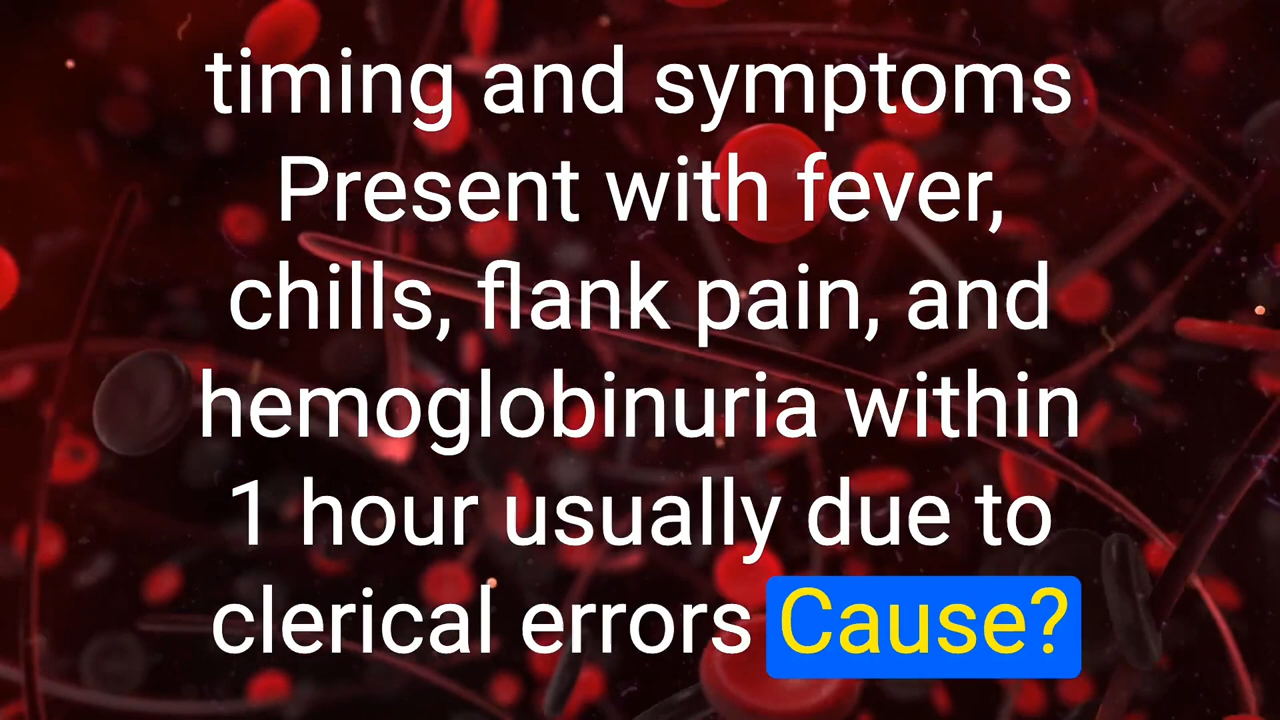 timing and symptoms
Present with fever,
chills, flank pain, and
hemoglobinuria within
1 hour usually due to
clerical errors Cause?